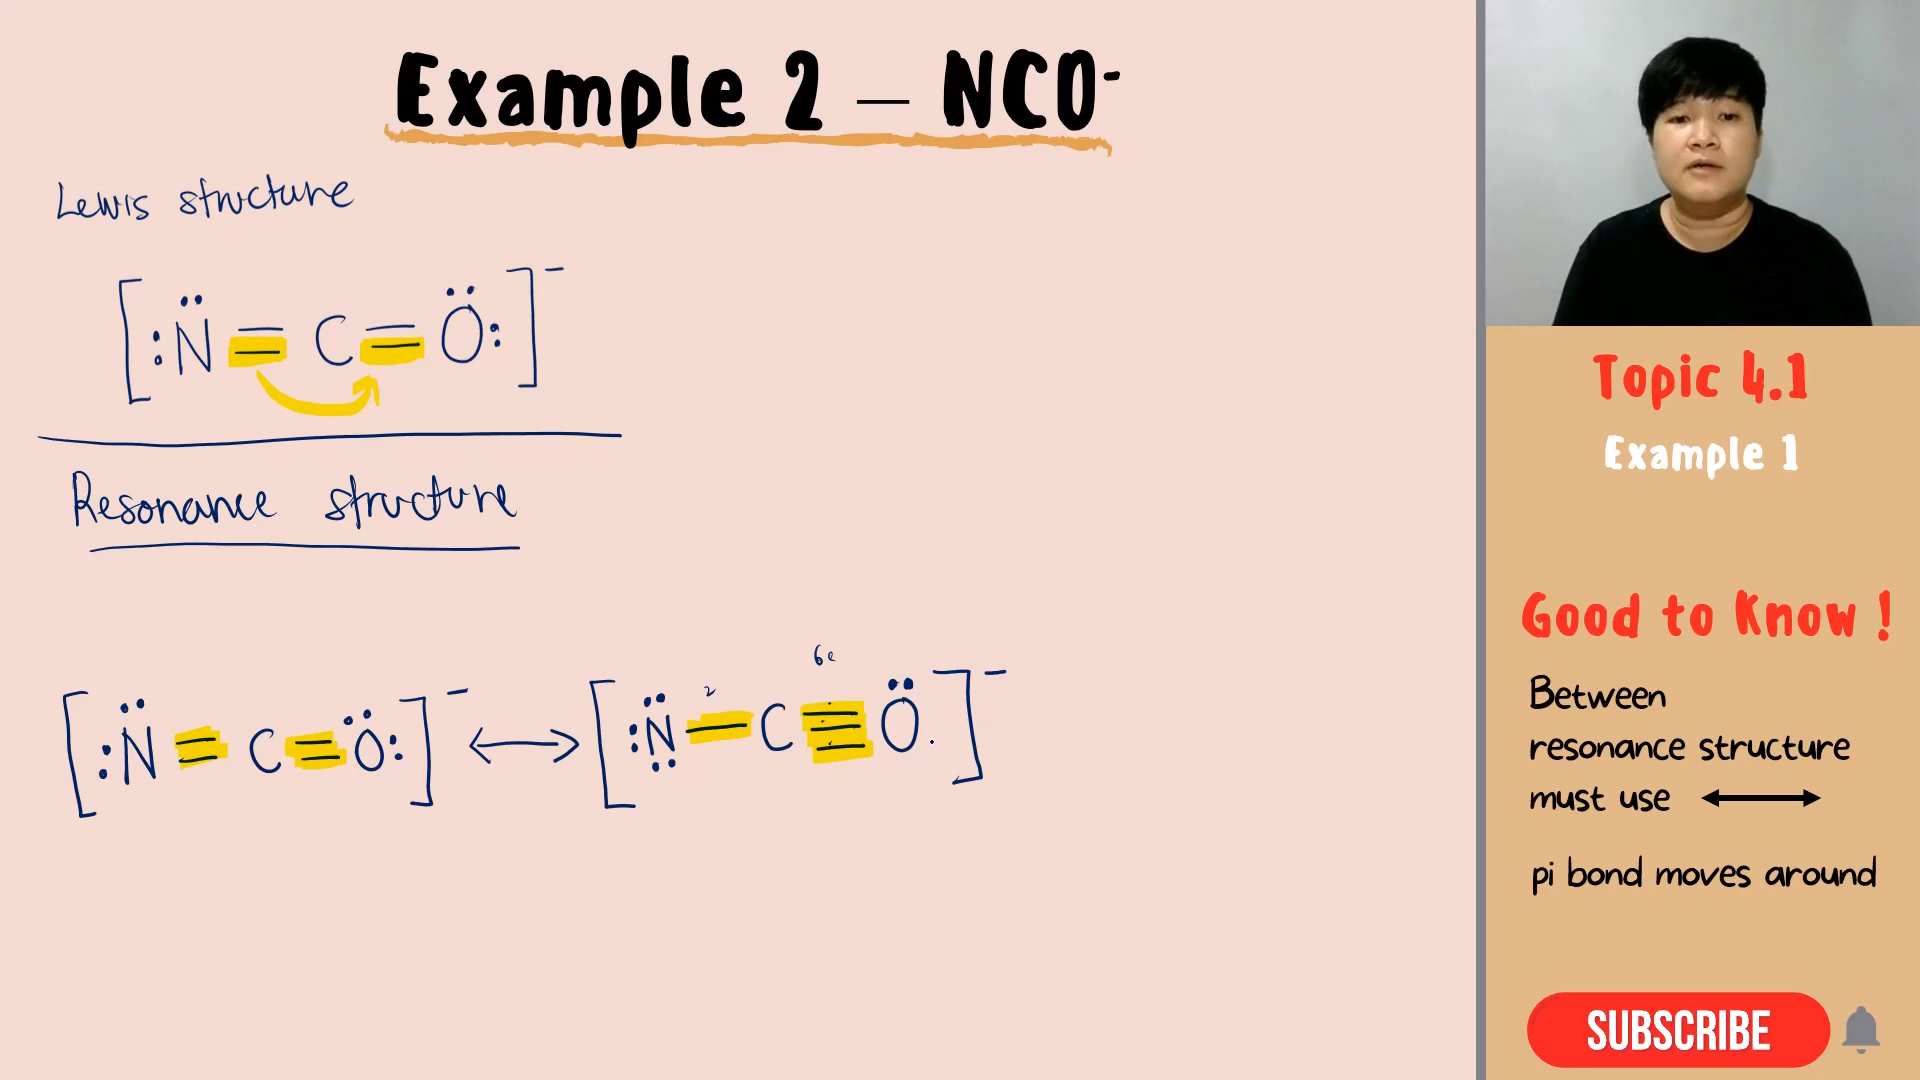 Example 2 – NCO⁻
Lewis structure
[:N̈=C=Ö:]⁻
Resonance structure
2 6e
[:N̈=C=Ö:]⁻ ⟷ [:N̤̈–C≡Ö]⁻
Topic 4.1
Example 1
Good to Know !
Between
resonance structure
must use ⟷
pi bond moves around
SUBSCRIBE